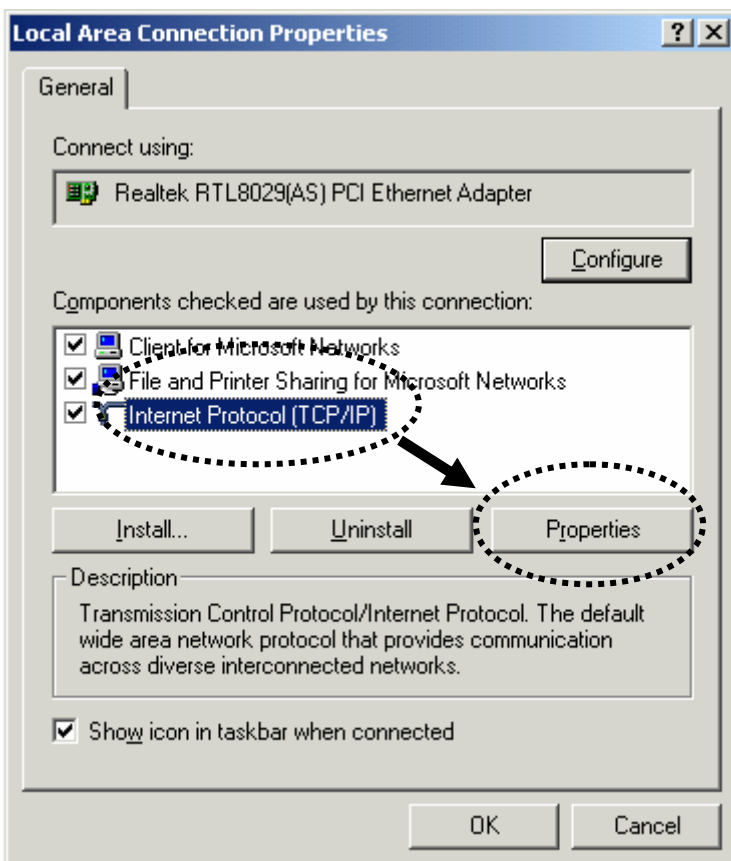 Local Area Connection Properties
General
Connect using:
Realtek RTL8029(AS) PCI Ethernet Adapter
Configure
Components checked are used by this connection:
Client for Microsoft Networks
File and Printer Sharing for Microsoft Networks
Internet Protocol (TCP/IP)
Install... Uninstall Properties
Description
Transmission Control Protocol/Internet Protocol. The default
wide area network protocol that provides communication
across diverse interconnected networks.
Show icon in taskbar when connected
OK Cancel